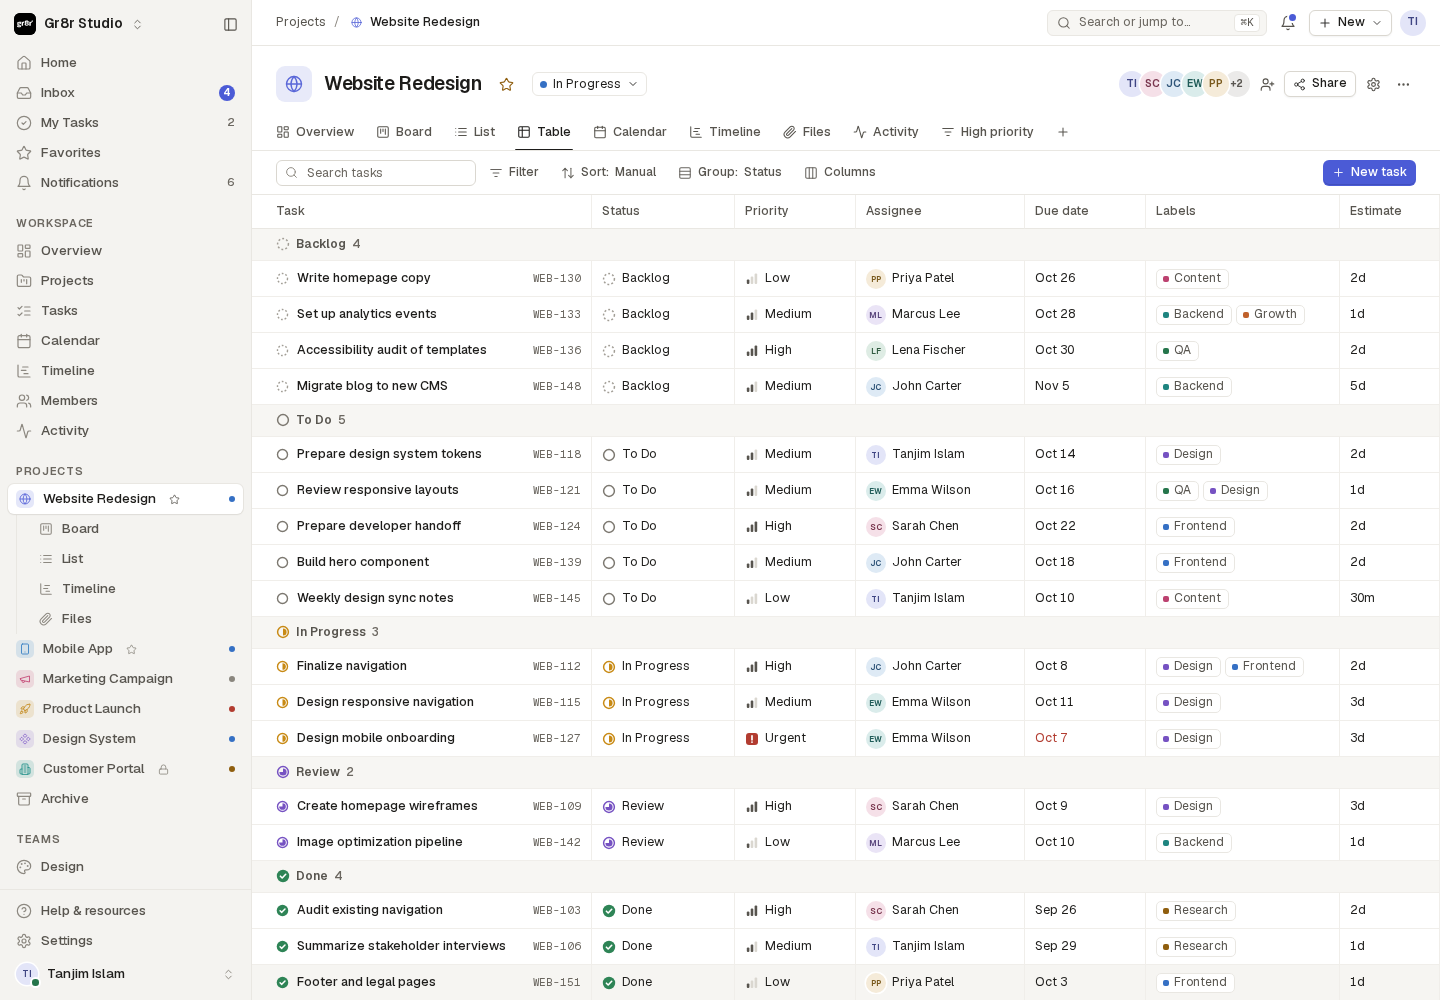 gr8r Gr8r Studio
Home
Inbox 4
My Tasks 2
Favorites
Notifications 6
WORKSPACE
Overview
Projects
Tasks
Calendar
Timeline
Members
Activity
PROJECTS
Website Redesign
Board
List
Timeline
Files
Mobile App
Marketing Campaign
Product Launch
Design System
Customer Portal
Archive
TEAMS
Design
Help & resources
Settings
TI Tanjim Islam
Projects / Website Redesign
Search or jump to... ⌘K
New
TI
Website Redesign
In Progress
TI SC JC EW PP +2
Share
Overview Board List Table Calendar Timeline Files Activity High priority
Search tasks Filter Sort: Manual Group: Status Columns New task
Task Status Priority Assignee Due date Labels Estimate
Backlog 4
Write homepage copy WEB-130 Backlog Low PP Priya Patel Oct 26 Content 2d
Set up analytics events WEB-133 Backlog Medium ML Marcus Lee Oct 28 Backend Growth 1d
Accessibility audit of templates WEB-136 Backlog High LF Lena Fischer Oct 30 QA 2d
Migrate blog to new CMS WEB-148 Backlog Medium JC John Carter Nov 5 Backend 5d
To Do 5
Prepare design system tokens WEB-118 To Do Medium TI Tanjim Islam Oct 14 Design 2d
Review responsive layouts WEB-121 To Do Medium EW Emma Wilson Oct 16 QA Design 1d
Prepare developer handoff WEB-124 To Do High SC Sarah Chen Oct 22 Frontend 2d
Build hero component WEB-139 To Do Medium JC John Carter Oct 18 Frontend 2d
Weekly design sync notes WEB-145 To Do Low TI Tanjim Islam Oct 10 Content 30m
In Progress 3
Finalize navigation WEB-112 In Progress High JC John Carter Oct 8 Design Frontend 2d
Design responsive navigation WEB-115 In Progress Medium EW Emma Wilson Oct 11 Design 3d
Design mobile onboarding WEB-127 In Progress Urgent EW Emma Wilson Oct 7 Design 3d
Review 2
Create homepage wireframes WEB-109 Review High SC Sarah Chen Oct 9 Design 3d
Image optimization pipeline WEB-142 Review Low ML Marcus Lee Oct 10 Backend 1d
Done 4
Audit existing navigation WEB-103 Done High SC Sarah Chen Sep 26 Research 2d
Summarize stakeholder interviews WEB-106 Done Medium TI Tanjim Islam Sep 29 Research 1d
Footer and legal pages WEB-151 Done Low PP Priya Patel Oct 3 Frontend 1d